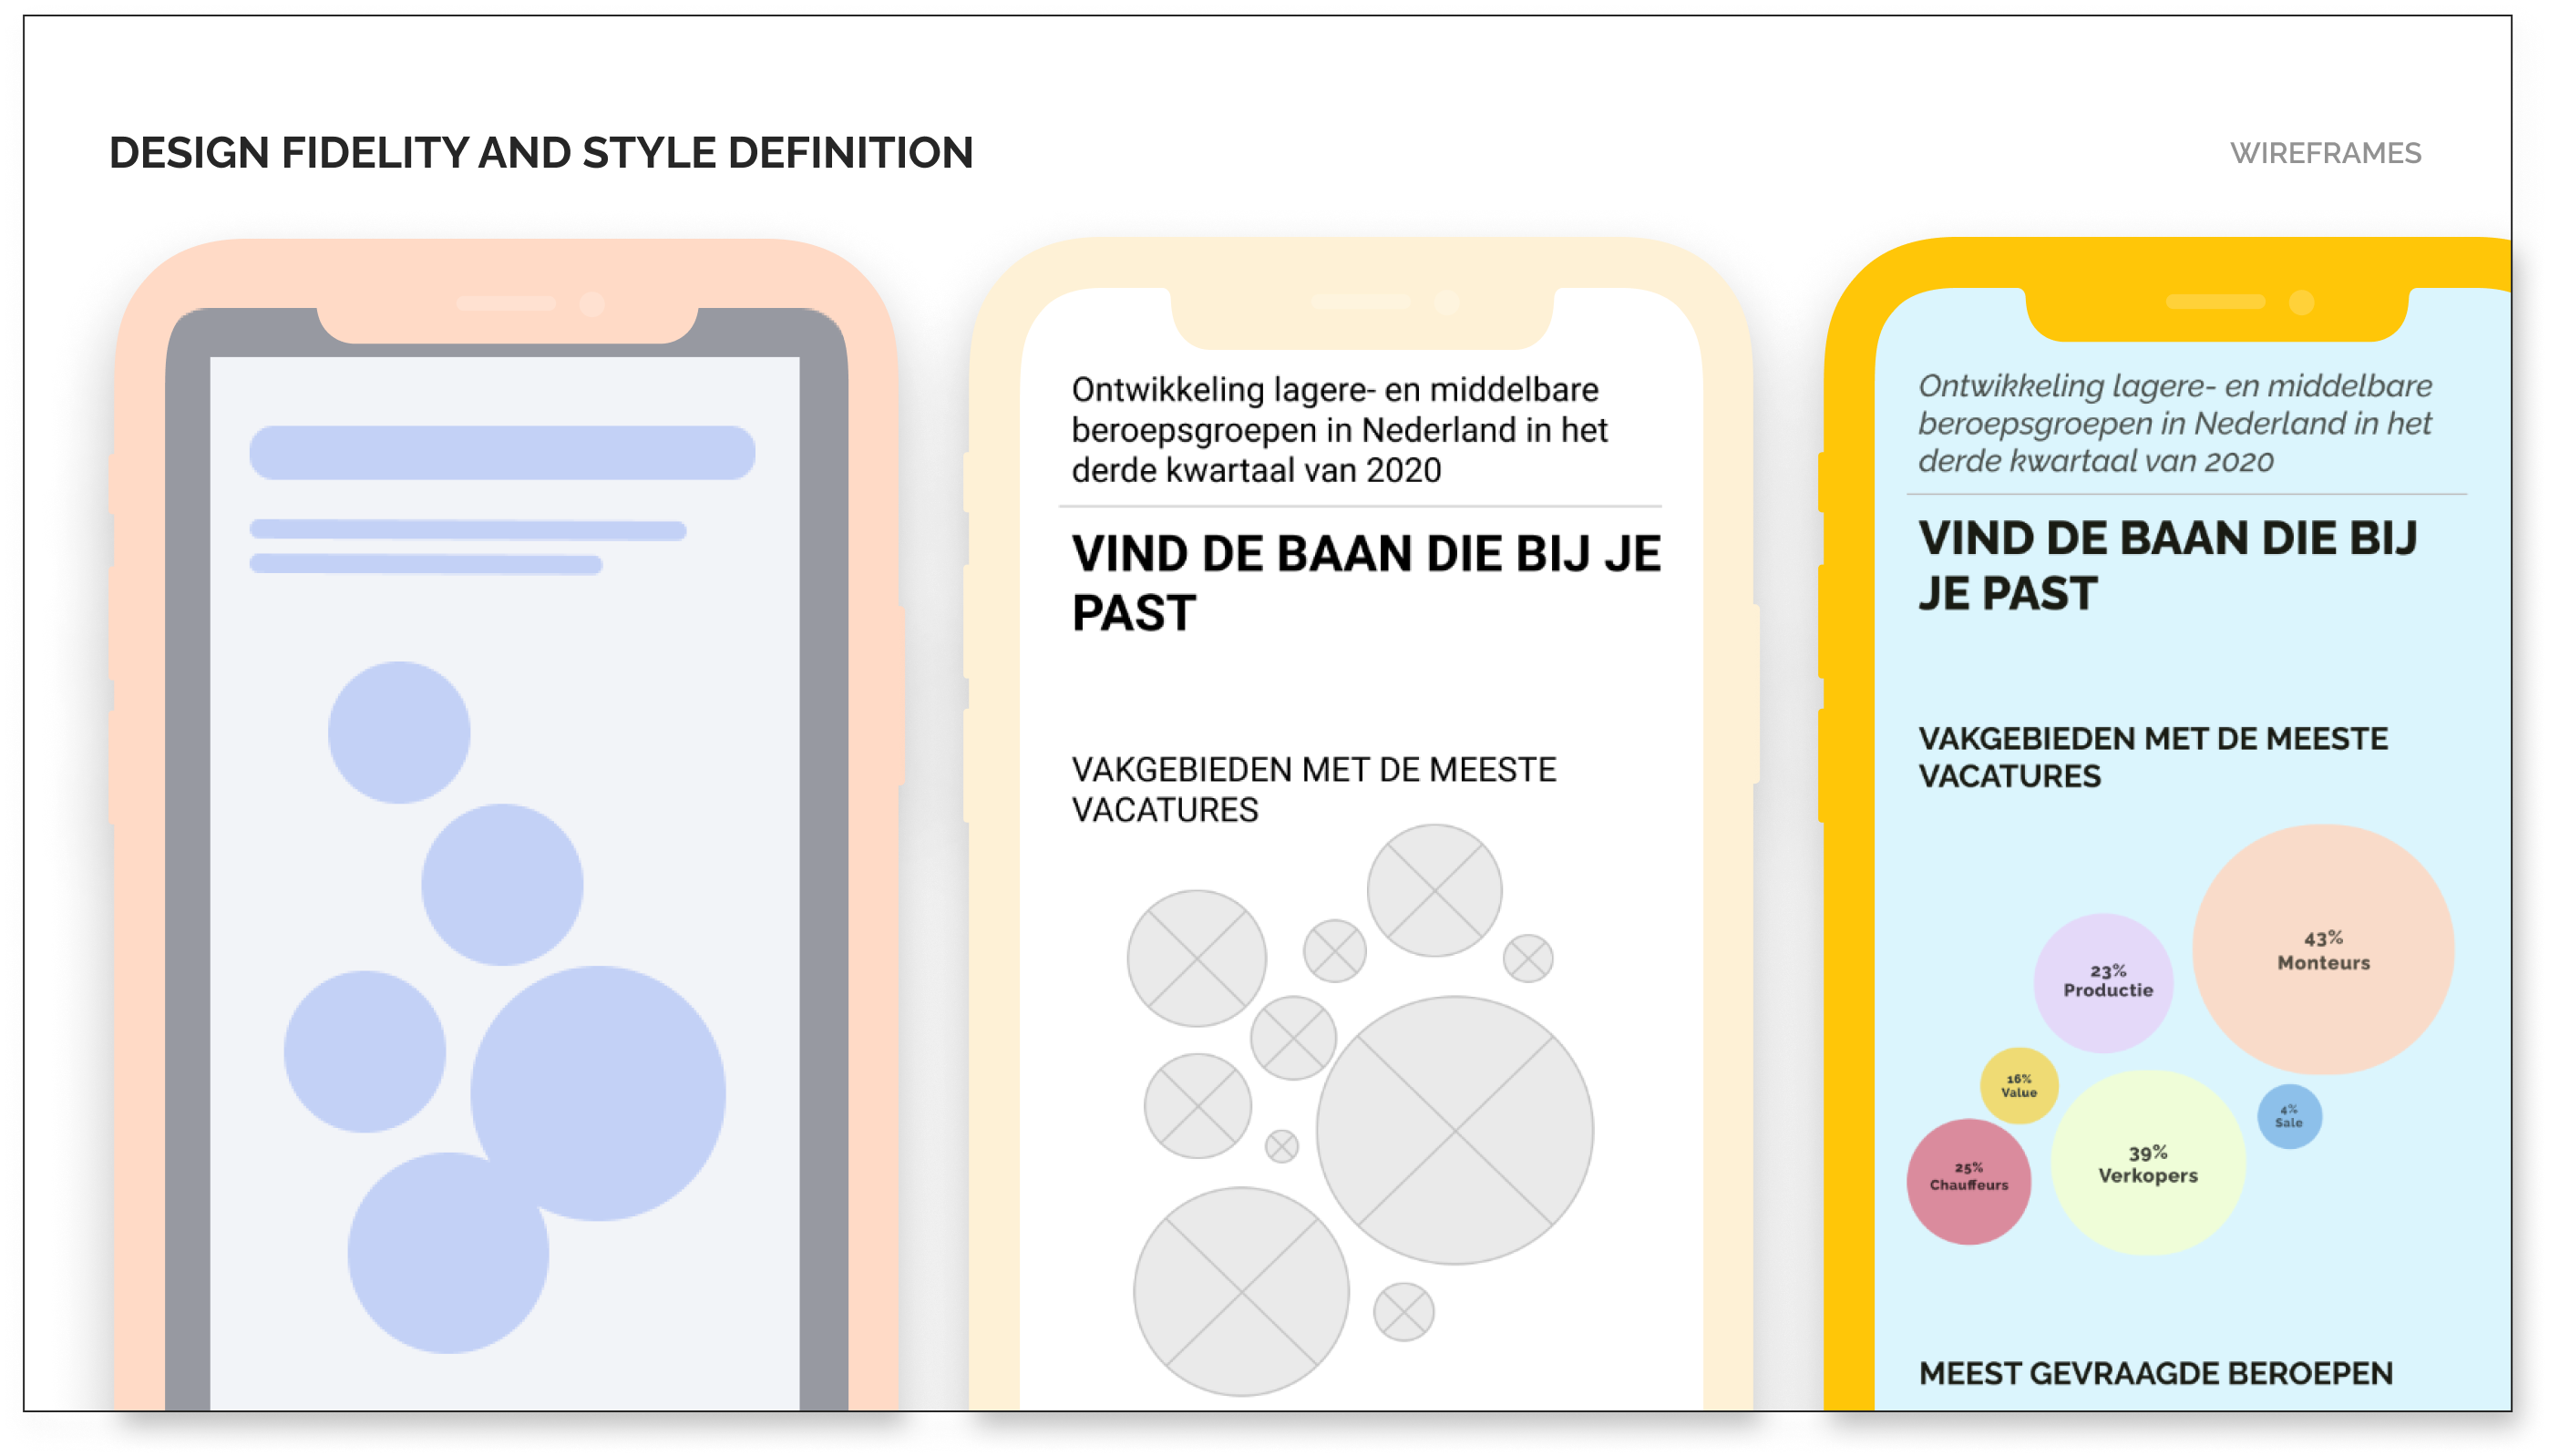 DESIGN FIDELITY AND STYLE DEFINITION
WIREFRAMES
Ontwikkeling lagere- en middelbare
beroepsgroepen in Nederland in het
derde kwartaal van 2020
VIND DE BAAN DIE BIJ JE
PAST
VAKGEBIEDEN MET DE MEESTE
VACATURES
Ontwikkeling lagere- en middelbare
beroepsgroepen in Nederland in het
derde kwartaal van 2020
VIND DE BAAN DIE BIJ
JE PAST
VAKGEBIEDEN MET DE MEESTE
VACATURES
43%
Monteurs
23%
Productie
16%
Value
4%
Sale
39%
Verkopers
25%
Chauffeurs
MEEST GEVRAAGDE BEROEPEN